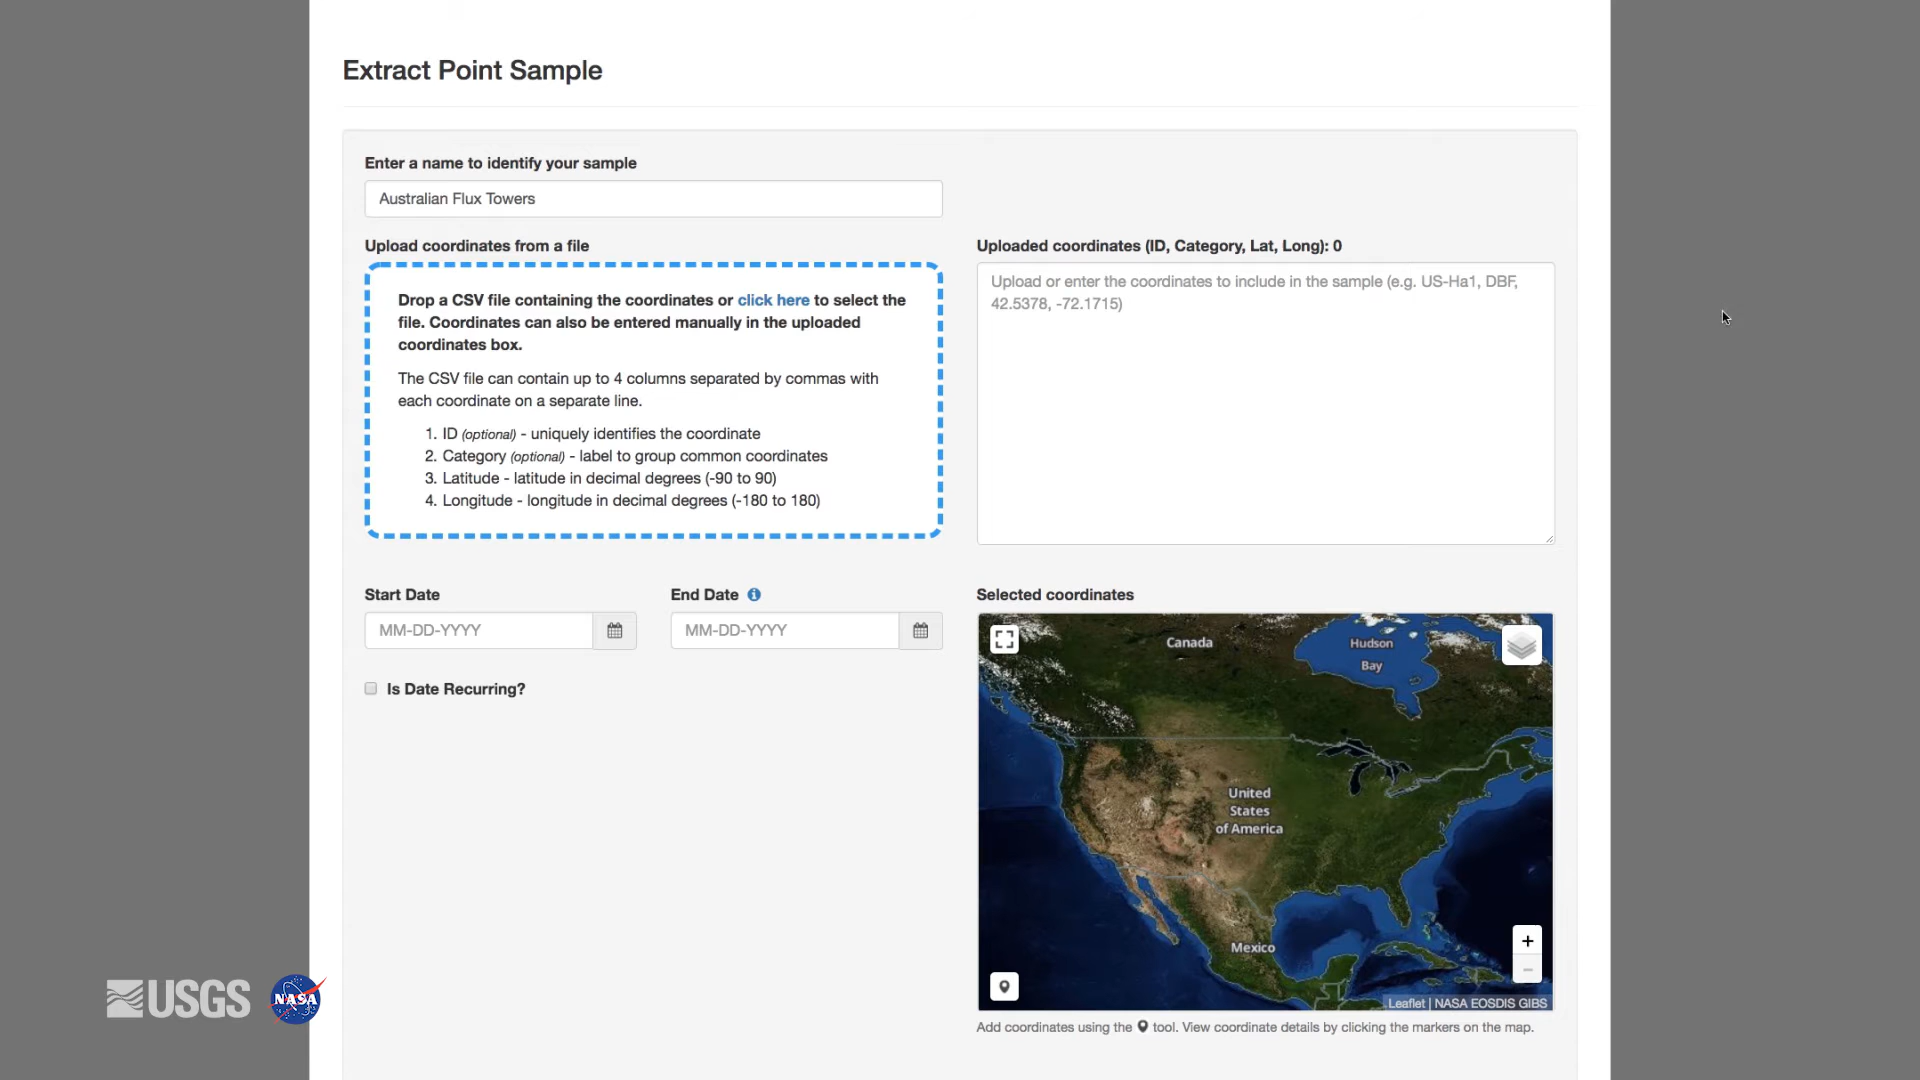 Extract Point Sample
Enter a name to identify your sample
Australian Flux Towers
Upload coordinates from a file
Drop a CSV file containing the coordinates or click here to select the
file. Coordinates can also be entered manually in the uploaded
coordinates box.
The CSV file can contain up to 4 columns separated by commas with
each coordinate on a separate line.
1. ID (optional) - uniquely identifies the coordinate
2. Category (optional) - label to group common coordinates
3. Latitude - latitude in decimal degrees (-90 to 90)
4. Longitude - longitude in decimal degrees (-180 to 180)
Uploaded coordinates (ID, Category, Lat, Long): 0
Upload or enter the coordinates to include in the sample (e.g. US-Ha1, DBF,
42.5378, -72.1715)
Start Date
End Date
MM-DD-YYYY
MM-DD-YYYY
Is Date Recurring?
Selected coordinates
Canada
Hudson
Bay
United
States
of America
Mexico
+
−
Leaflet | NASA EOSDIS GIBS
Add coordinates using the tool. View coordinate details by clicking the markers on the map.
USGS
NASA